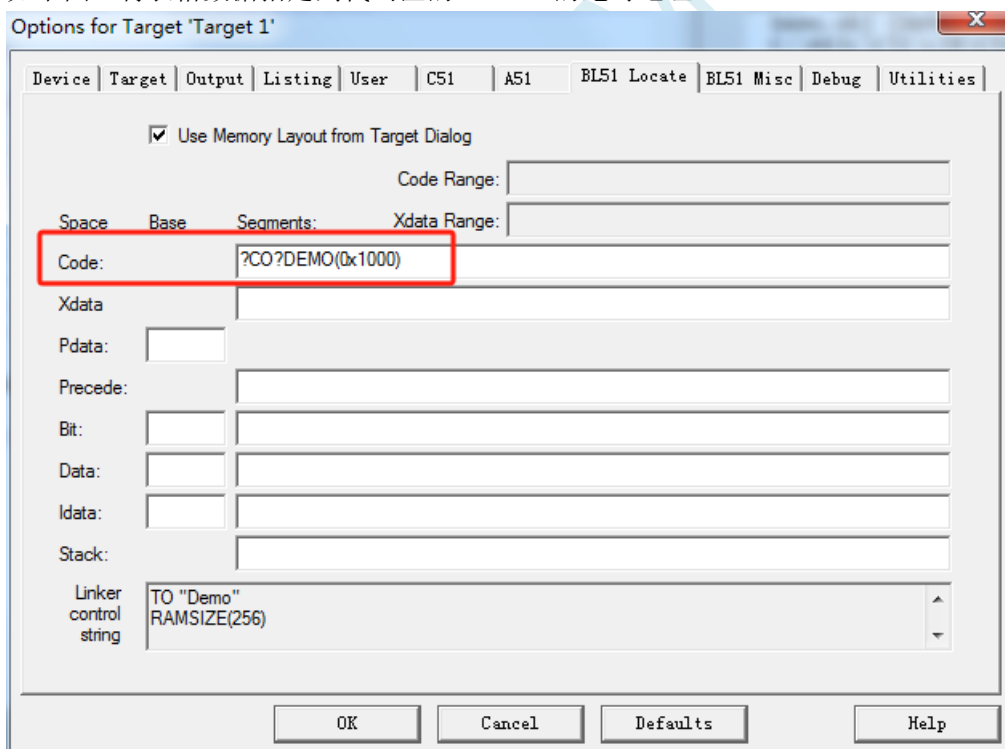 Options for Target 'Target 1'
Device Target Output Listing User C51 A51 BL51 Locate BL51 Misc Debug Utilities
Use Memory Layout from Target Dialog
Code Range:
Space Base Segments: Xdata Range:
Code: ?CO?DEMO(0x1000)
Xdata
Pdata:
Precede:
Bit:
Data:
Idata:
Stack:
Linker control string
TO "Demo"
RAMSIZE(256)
OK Cancel Defaults Help